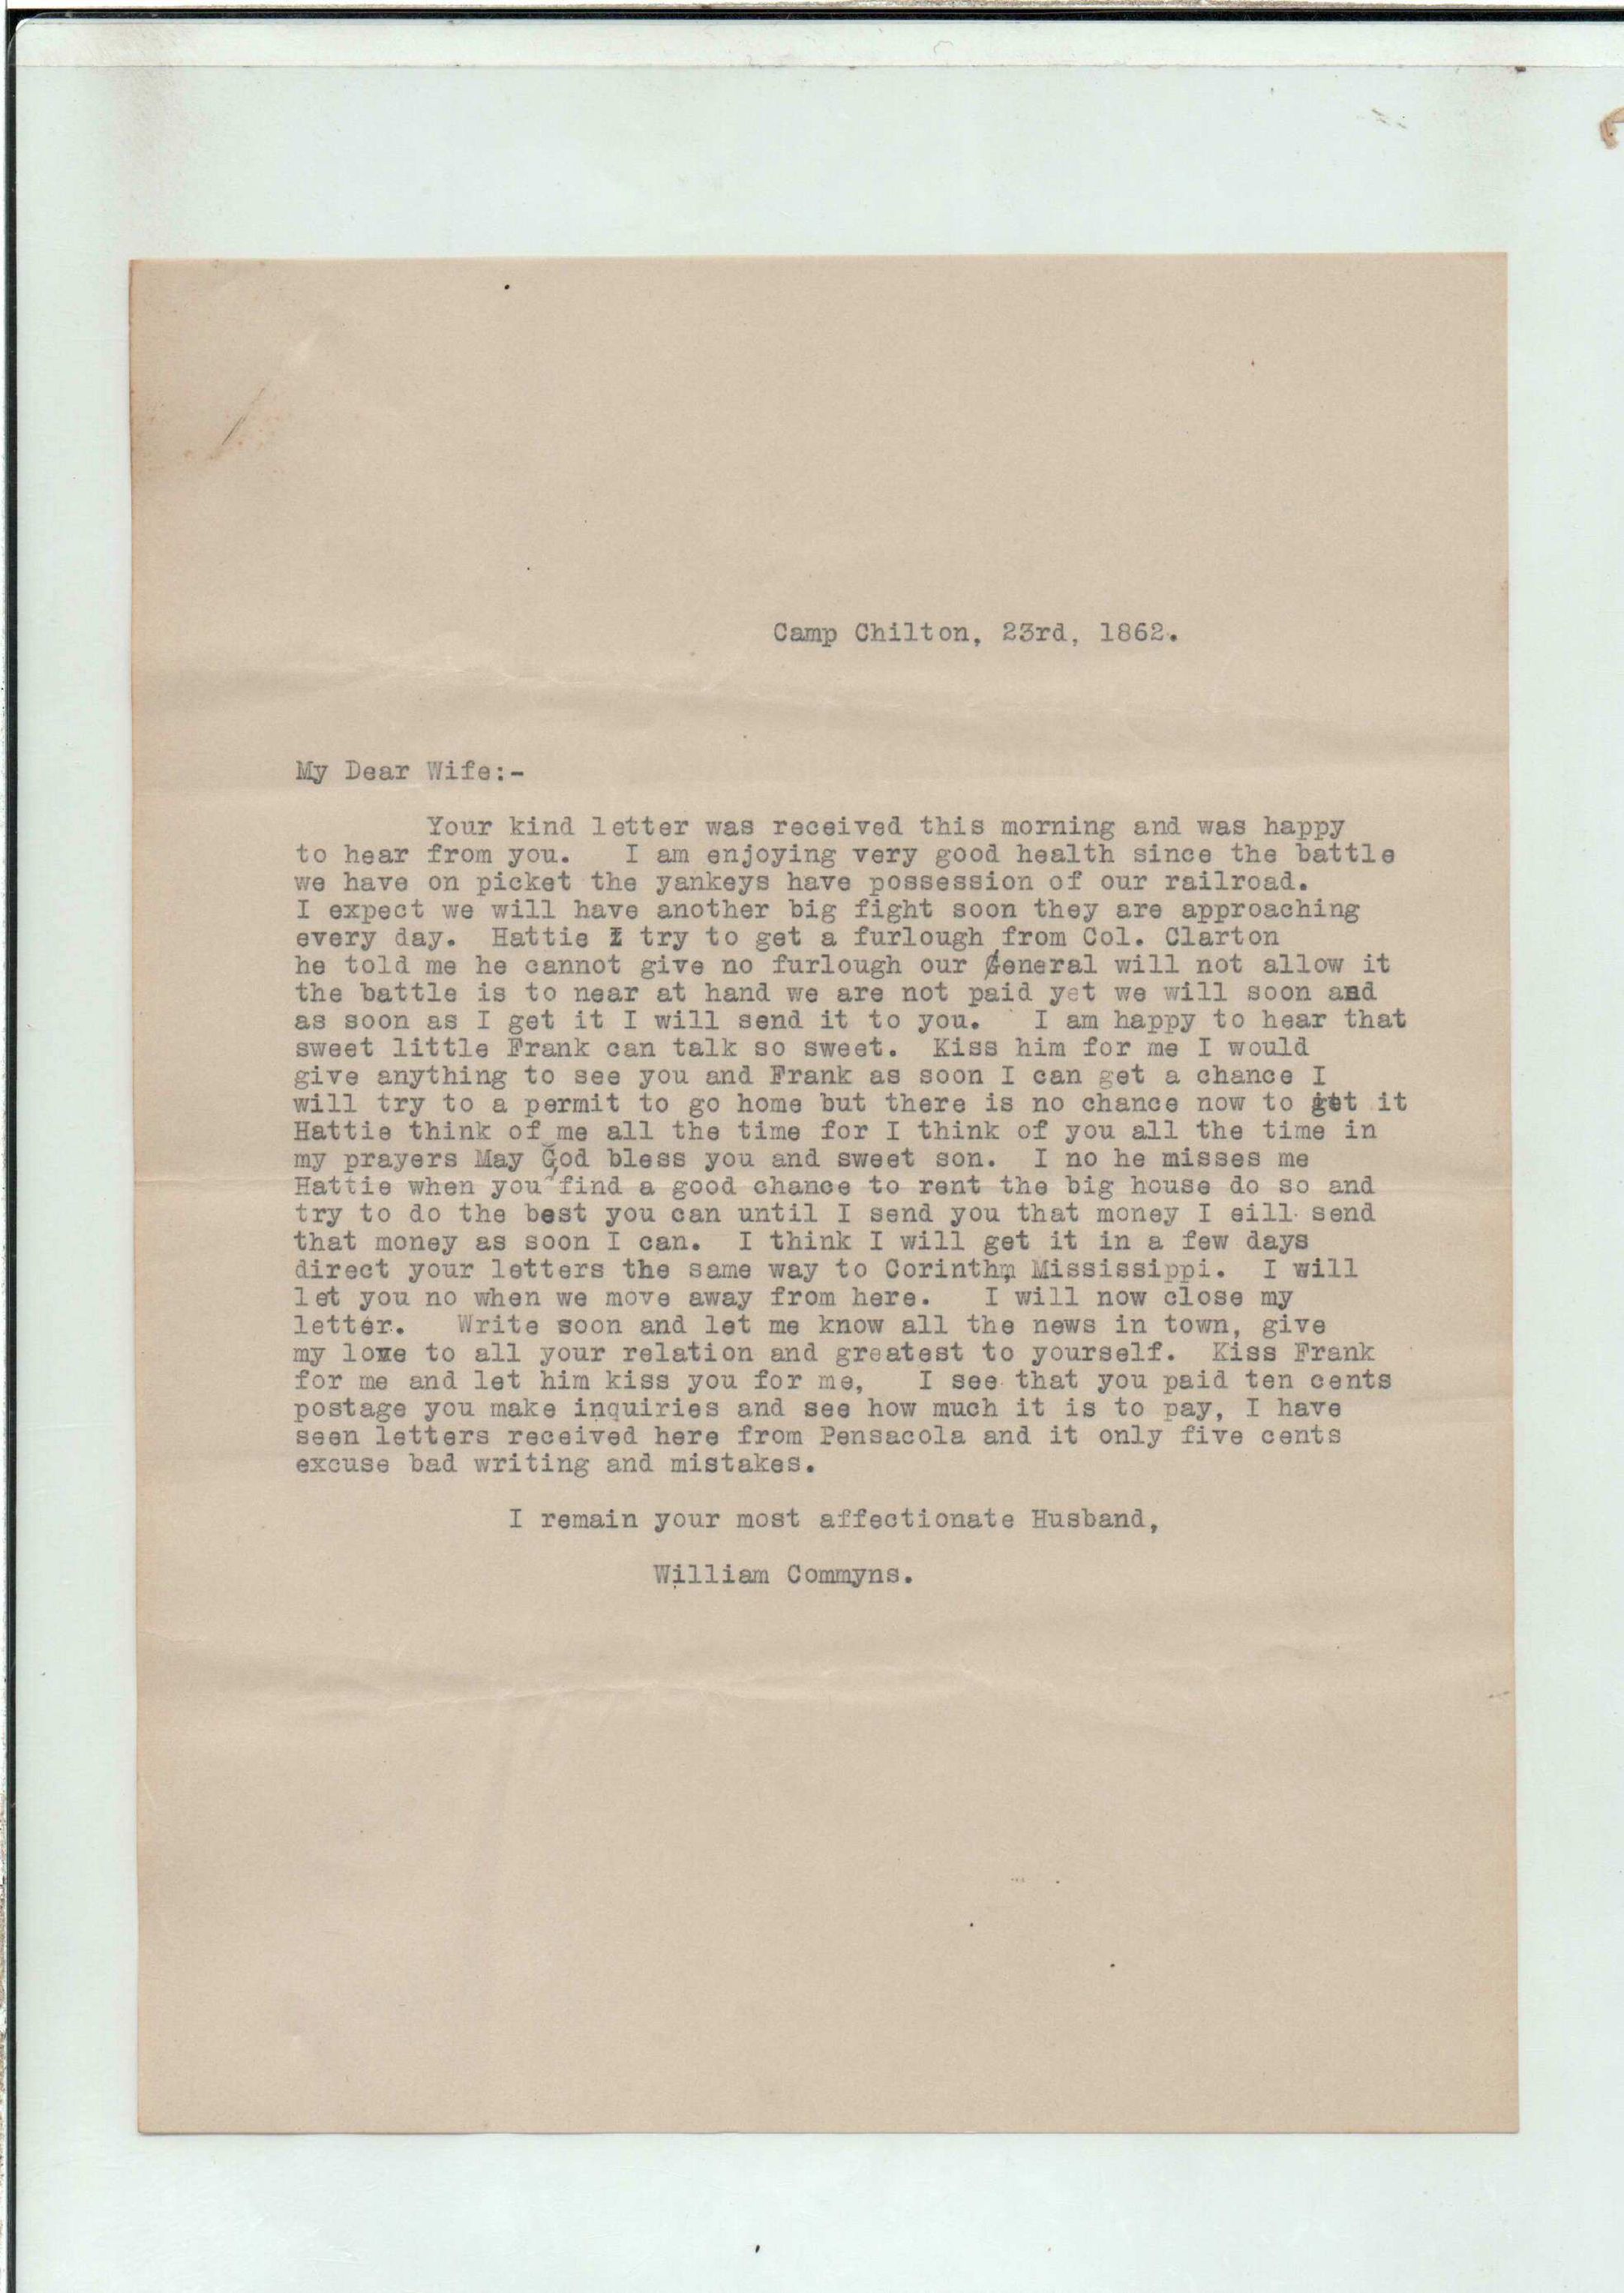 Camp Chilton, 23rd, 1862.
My Dear Wife:-
Your kind letter was received this morning and was happy
to hear from you. I am enjoying very good health since the battle
we have on picket the yankeys have possession of our railroad.
I expect we will have another big fight soon they are approaching
every day. Hattie I try to get a furlough from Col. Clarton
he told me he cannot give no furlough our General will not allow it
the battle is to near at hand we are not paid yet we will soon and
as soon as I get it I will send it to you. I am happy to hear that
sweet little Frank can talk so sweet. Kiss him for me I would
give anything to see you and Frank as soon I can get a chance I
will try to a permit to go home but there is no chance now to get it
Hattie think of me all the time for I think of you all the time in
my prayers May God bless you and sweet son. I no he misses me
Hattie when you find a good chance to rent the big house do so and
try to do the best you can until I send you that money I eill send
that money as soon I can. I think I will get it in a few days
direct your letters the same way to Corinth, Mississippi. I will
let you no when we move away from here. I will now close my
letter. Write soon and let me know all the news in town, give
my love to all your relation and greatest to yourself. Kiss Frank
for me and let him kiss you for me, I see that you paid ten cents
postage you make inquiries and see how much it is to pay, I have
seen letters received here from Pensacola and it only five cents
excuse bad writing and mistakes.
I remain your most affectionate Husband,
William Commyns.